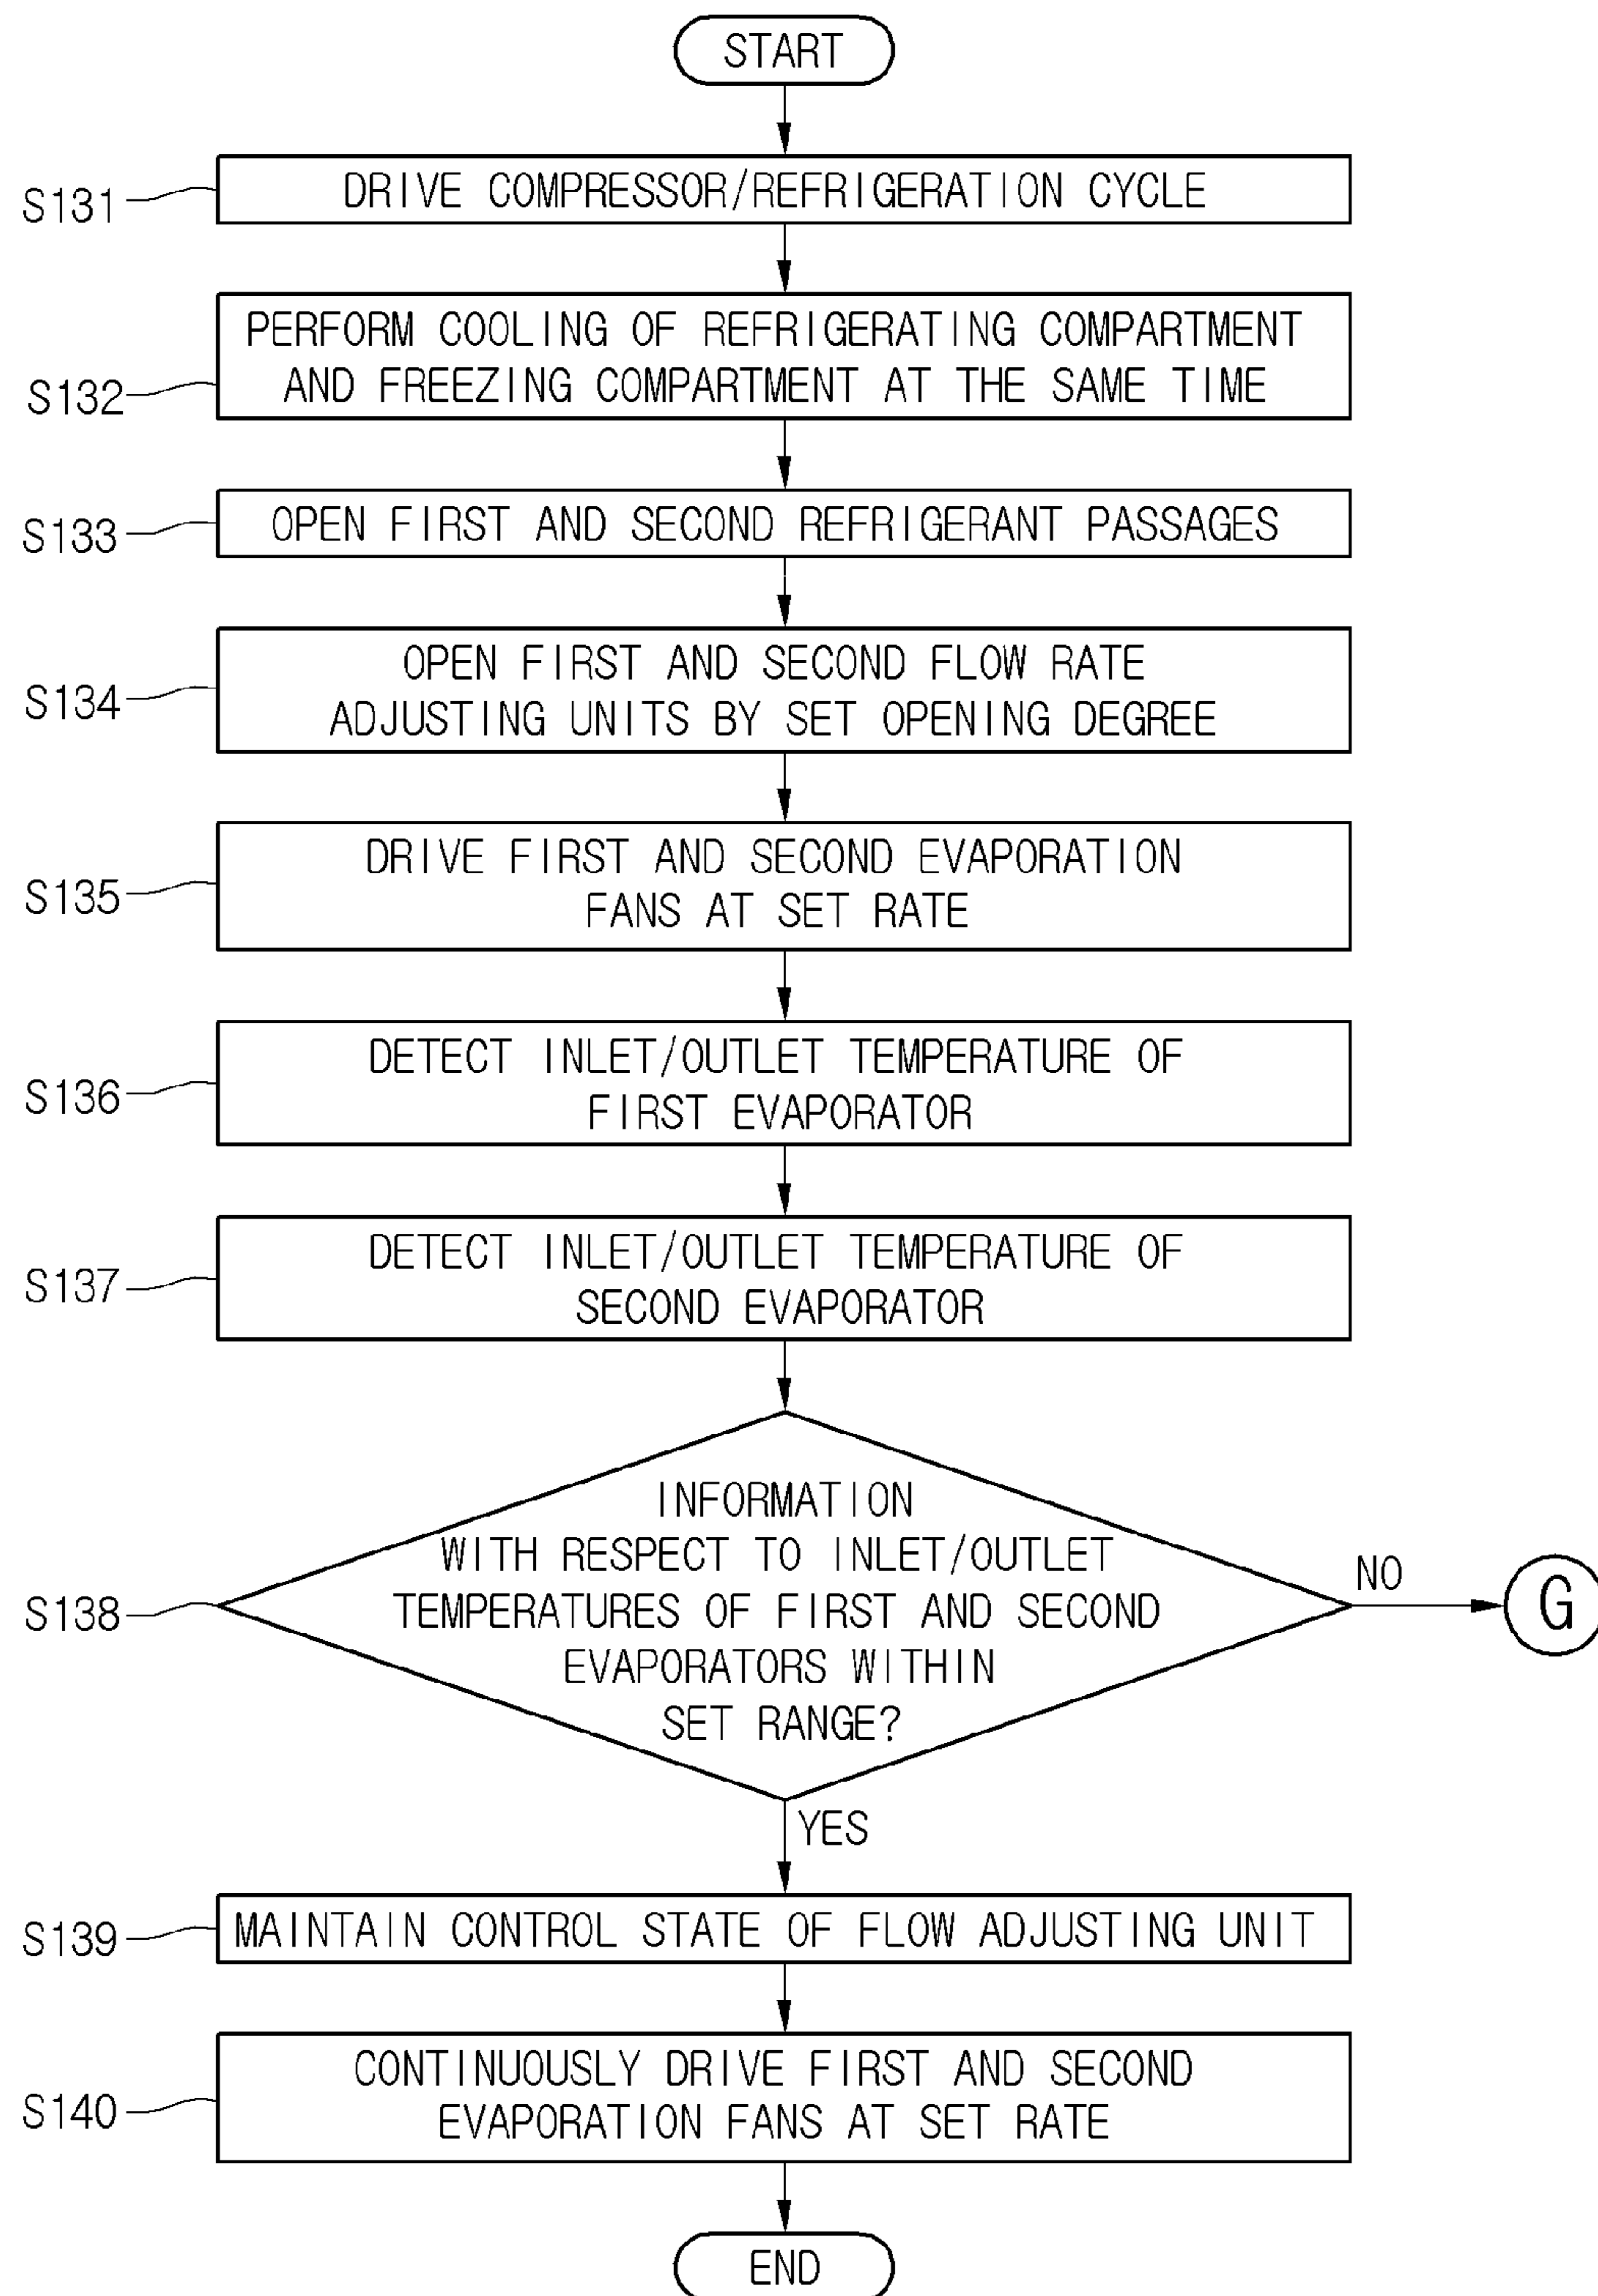 START
S131
DRIVE COMPRESSOR/REFRIGERATION CYCLE
S132
PERFORM COOLING OF REFRIGERATING COMPARTMENT
AND FREEZING COMPARTMENT AT THE SAME TIME
S133
OPEN FIRST AND SECOND REFRIGERANT PASSAGES
S134
OPEN FIRST AND SECOND FLOW RATE
ADJUSTING UNITS BY SET OPENING DEGREE
S135
DRIVE FIRST AND SECOND EVAPORATION
FANS AT SET RATE
S136
DETECT INLET/OUTLET TEMPERATURE OF
FIRST EVAPORATOR
S137
DETECT INLET/OUTLET TEMPERATURE OF
SECOND EVAPORATOR
S138
INFORMATION
WITH RESPECT TO INLET/OUTLET
TEMPERATURES OF FIRST AND SECOND
EVAPORATORS WITHIN
SET RANGE?
NO
G
YES
S139
MAINTAIN CONTROL STATE OF FLOW ADJUSTING UNIT
S140
CONTINUOUSLY DRIVE FIRST AND SECOND
EVAPORATION FANS AT SET RATE
END